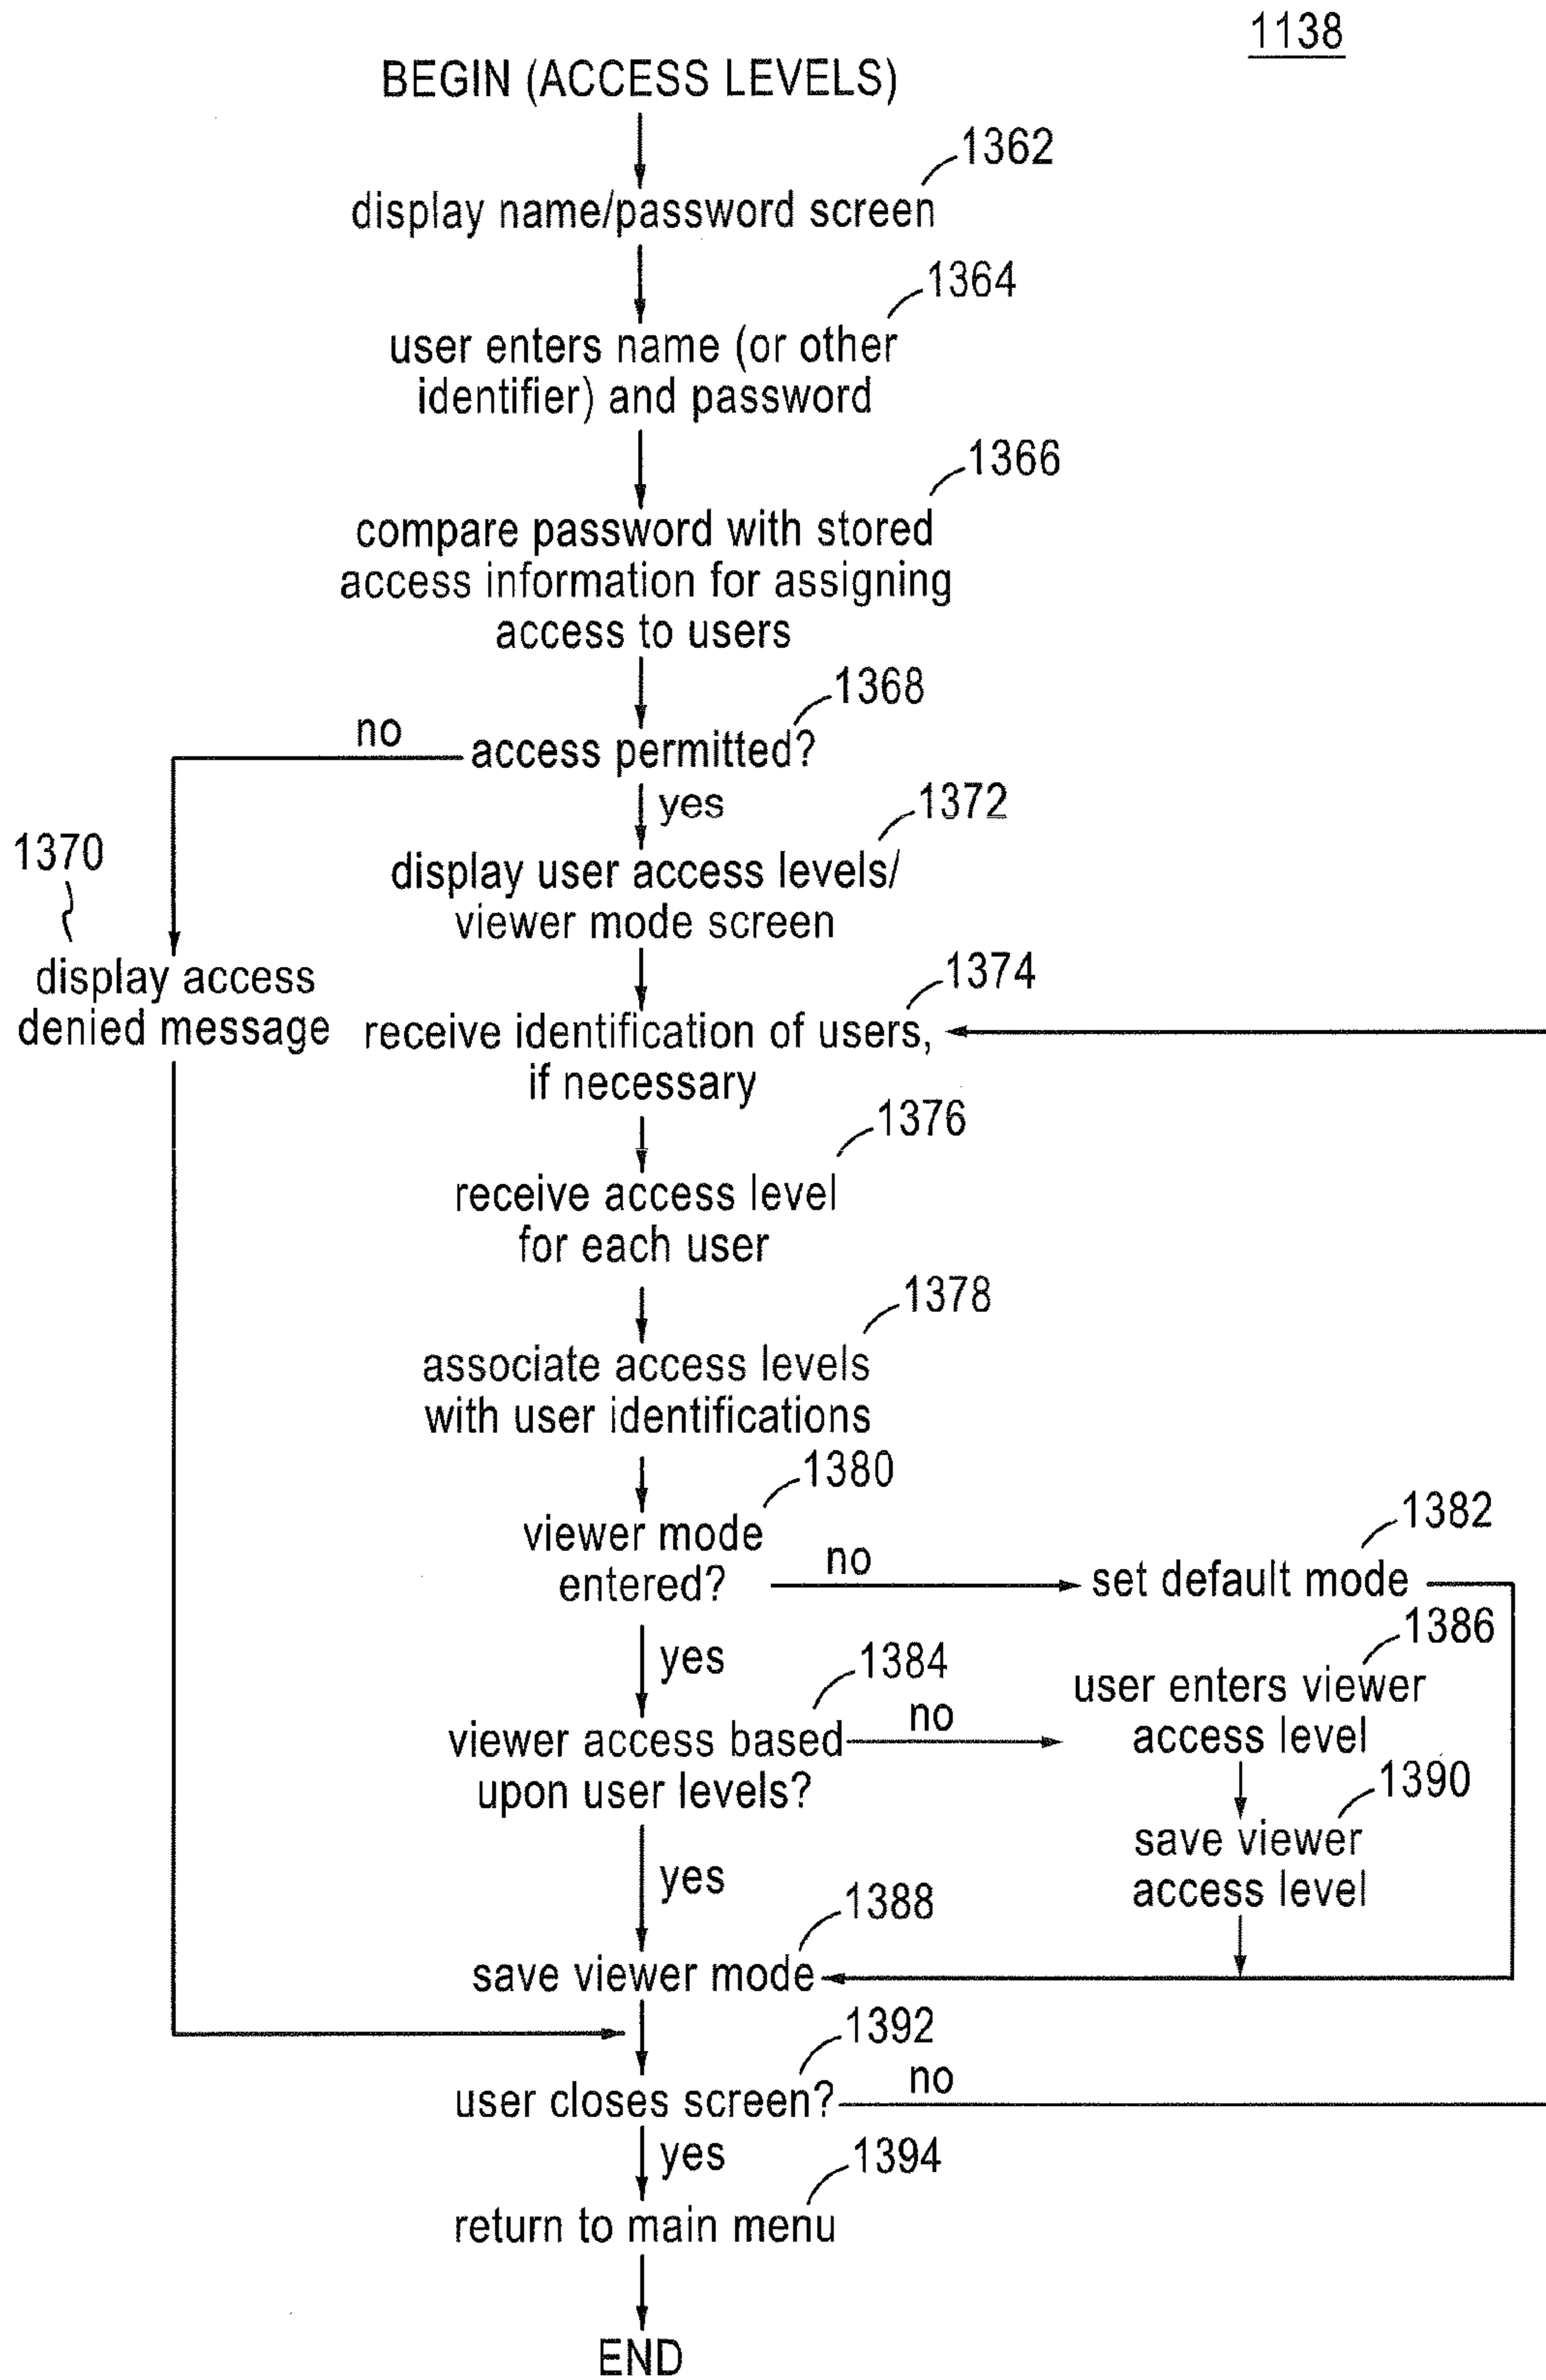 1138
BEGIN (ACCESS LEVELS)
1362
display name/password screen
1364
user enters name (or other
identifier) and password
1366
compare password with stored
access information for assigning
access to users
1368
no
access permitted?
yes
1372
1370
display user access levels/
viewer mode screen
display access
denied message
1374
receive identification of users,
if necessary
1376
receive access level
for each user
1378
associate access levels
with user identifications
1380
viewer mode
entered?
no
1382
set default mode
yes
1384
1386
viewer access based
upon user levels?
no
user enters viewer
access level
1390
save viewer
access level
yes
1388
save viewer mode
1392
user closes screen?
no
yes
1394
return to main menu
END